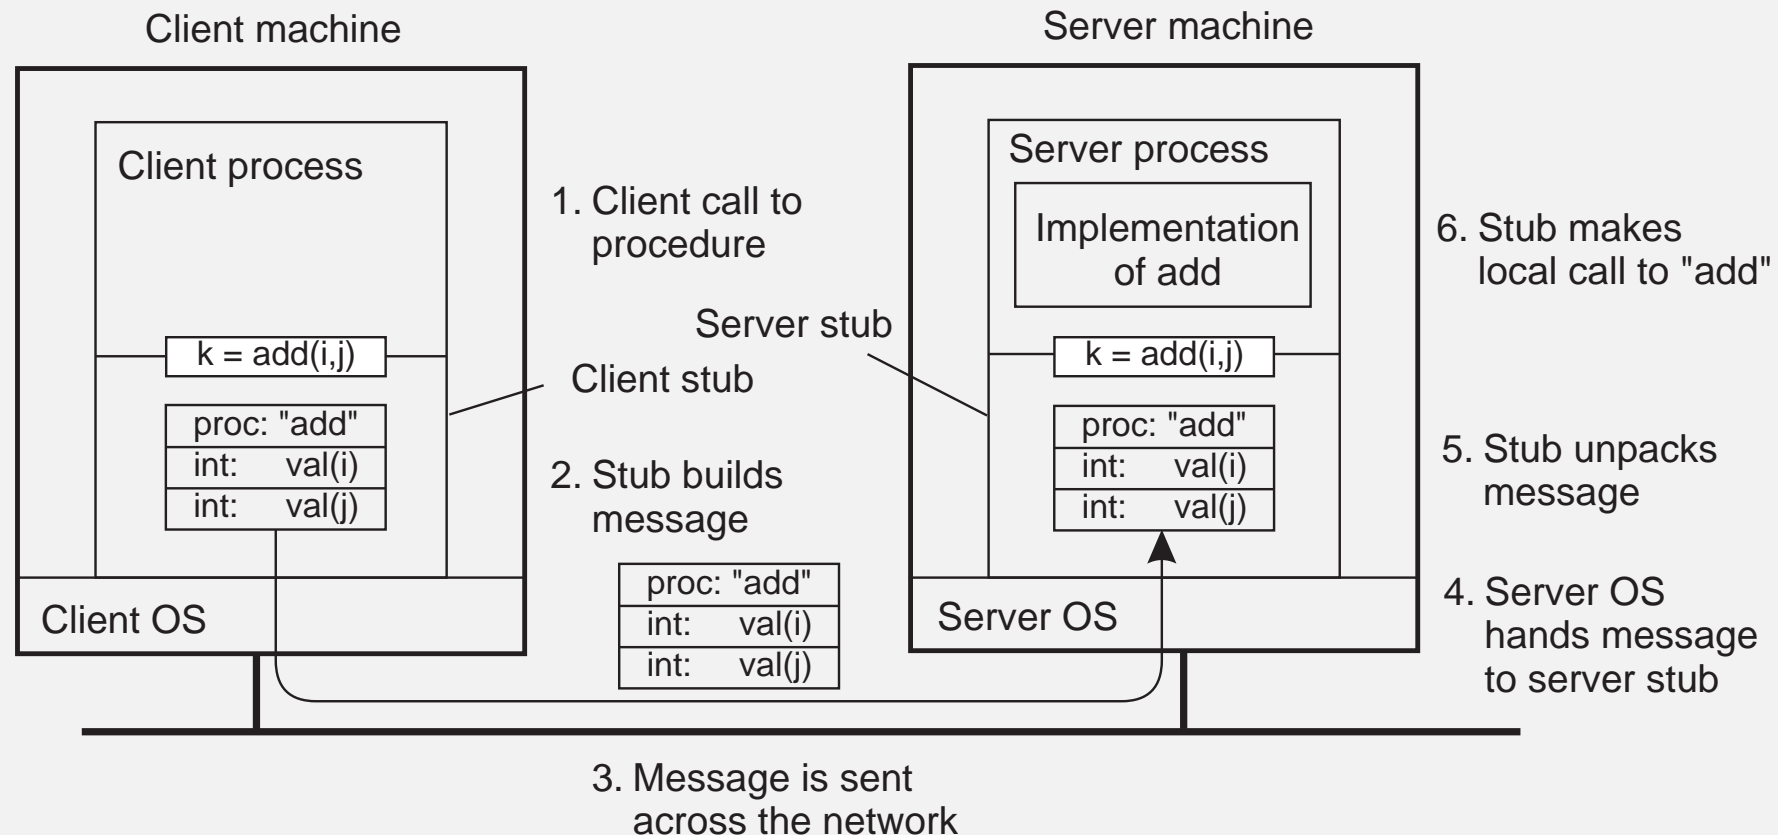 Client machine
Server machine
Client process
1. Client call to
procedure
k = add(i,j)
Client stub
proc: "add"
int: val(i)
int: val(j)
2. Stub builds
message
Client OS
proc: "add"
int: val(i)
int: val(j)
3. Message is sent
across the network
Server process
Implementation
of add
6. Stub makes
local call to "add"
Server stub
k = add(i,j)
proc: "add"
int: val(i)
int: val(j)
5. Stub unpacks
message
Server OS
4. Server OS
hands message
to server stub